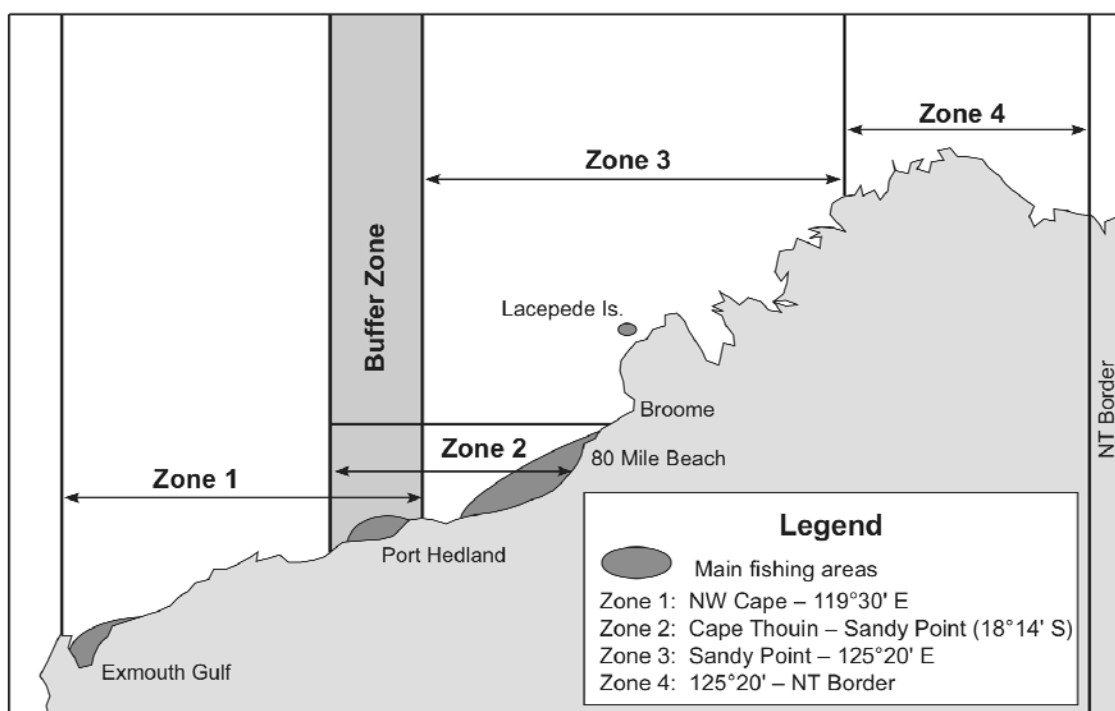 Zone 4
Zone 3
Buffer Zone
Lacepede Is.
Broome
NT Border
Zone 2
80 Mile Beach
Zone 1
Port Hedland
Exmouth Gulf
Legend
Main fishing areas
Zone 1: NW Cape – 119°30' E
Zone 2: Cape Thouin – Sandy Point (18°14' S)
Zone 3: Sandy Point – 125°20' E
Zone 4: 125°20' – NT Border